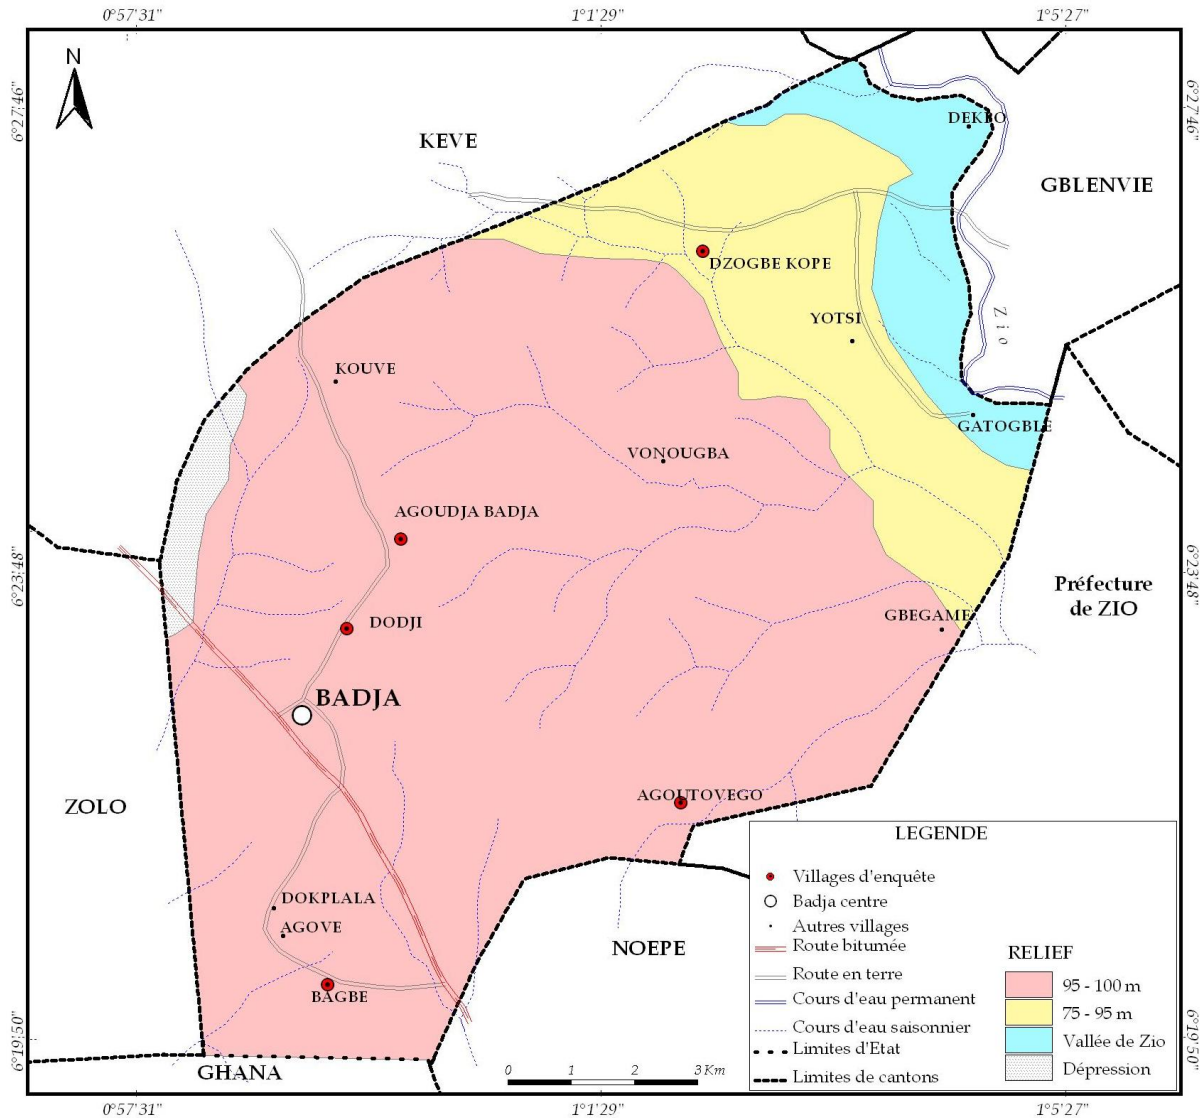 0°57'31"
1°1'29"
1°5'27"
N
6°27'46"
6°27'46"
DEKPO
KEVE
GBLENVIE
DZOGBE KOPE
Zio
YOTSI
KOUVE
GATOGBLE
VONOUGBA
AGOUDJA BADJA
6°23'48"
6°23'48"
Préfecture
de ZIO
GBEGAME
DODJI
BADJA
ZOLO
AGOUTOVEGO
DOKPLALA
AGOVE
NOEPE
BAGBE
6°19'50"
6°19'50"
GHANA
0 1 2 3 Km
LEGENDE
Villages d'enquête
Badja centre
Autres villages
Route bitumée
Route en terre
Cours d'eau permanent
Cours d'eau saisonnier
Limites d'Etat
Limites de cantons
RELIEF
95 - 100 m
75 - 95 m
Vallée de Zio
Dépression
0°57'31"
1°1'29"
1°5'27"